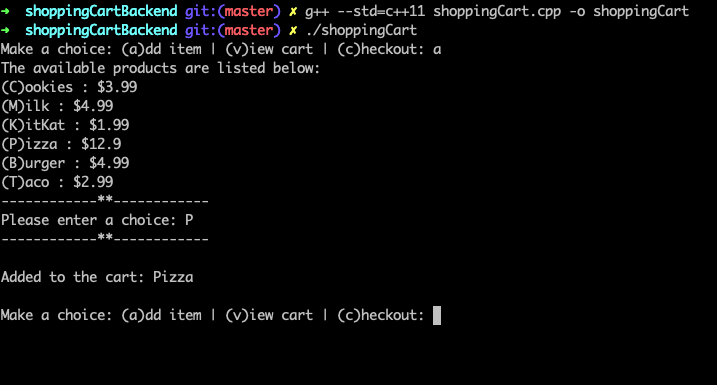 ➜  shoppingCartBackend git:(master) ✗ g++ --std=c++11 shoppingCart.cpp -o shoppingCart
➜  shoppingCartBackend git:(master) ✗ ./shoppingCart
Make a choice: (a)dd item | (v)iew cart | (c)heckout: a
The available products are listed below:
(C)ookies : $3.99
(M)ilk : $4.99
(K)itKat : $1.99
(P)izza : $12.9
(B)urger : $4.99
(T)aco : $2.99
------------**------------
Please enter a choice: P
------------**------------
Added to the cart: Pizza
Make a choice: (a)dd item | (v)iew cart | (c)heckout: